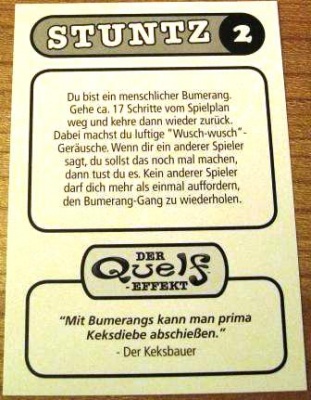 STUNTZ 2
Du bist ein menschlicher Bumerang.
Gehe ca. 17 Schritte vom Spielplan
weg und kehre dann wieder zurück.
Dabei machst du luftige "Wusch-wusch"-
Geräusche. Wenn dir ein anderer Spieler
sagt, du sollst das noch mal machen,
dann tust du es. Kein anderer Spieler
darf dich mehr als einmal auffordern,
den Bumerang-Gang zu wiederholen.
DER
Quelf
-EFFEKT
"Mit Bumerangs kann man prima
Keksdiebe abschießen."
- Der Keksbauer